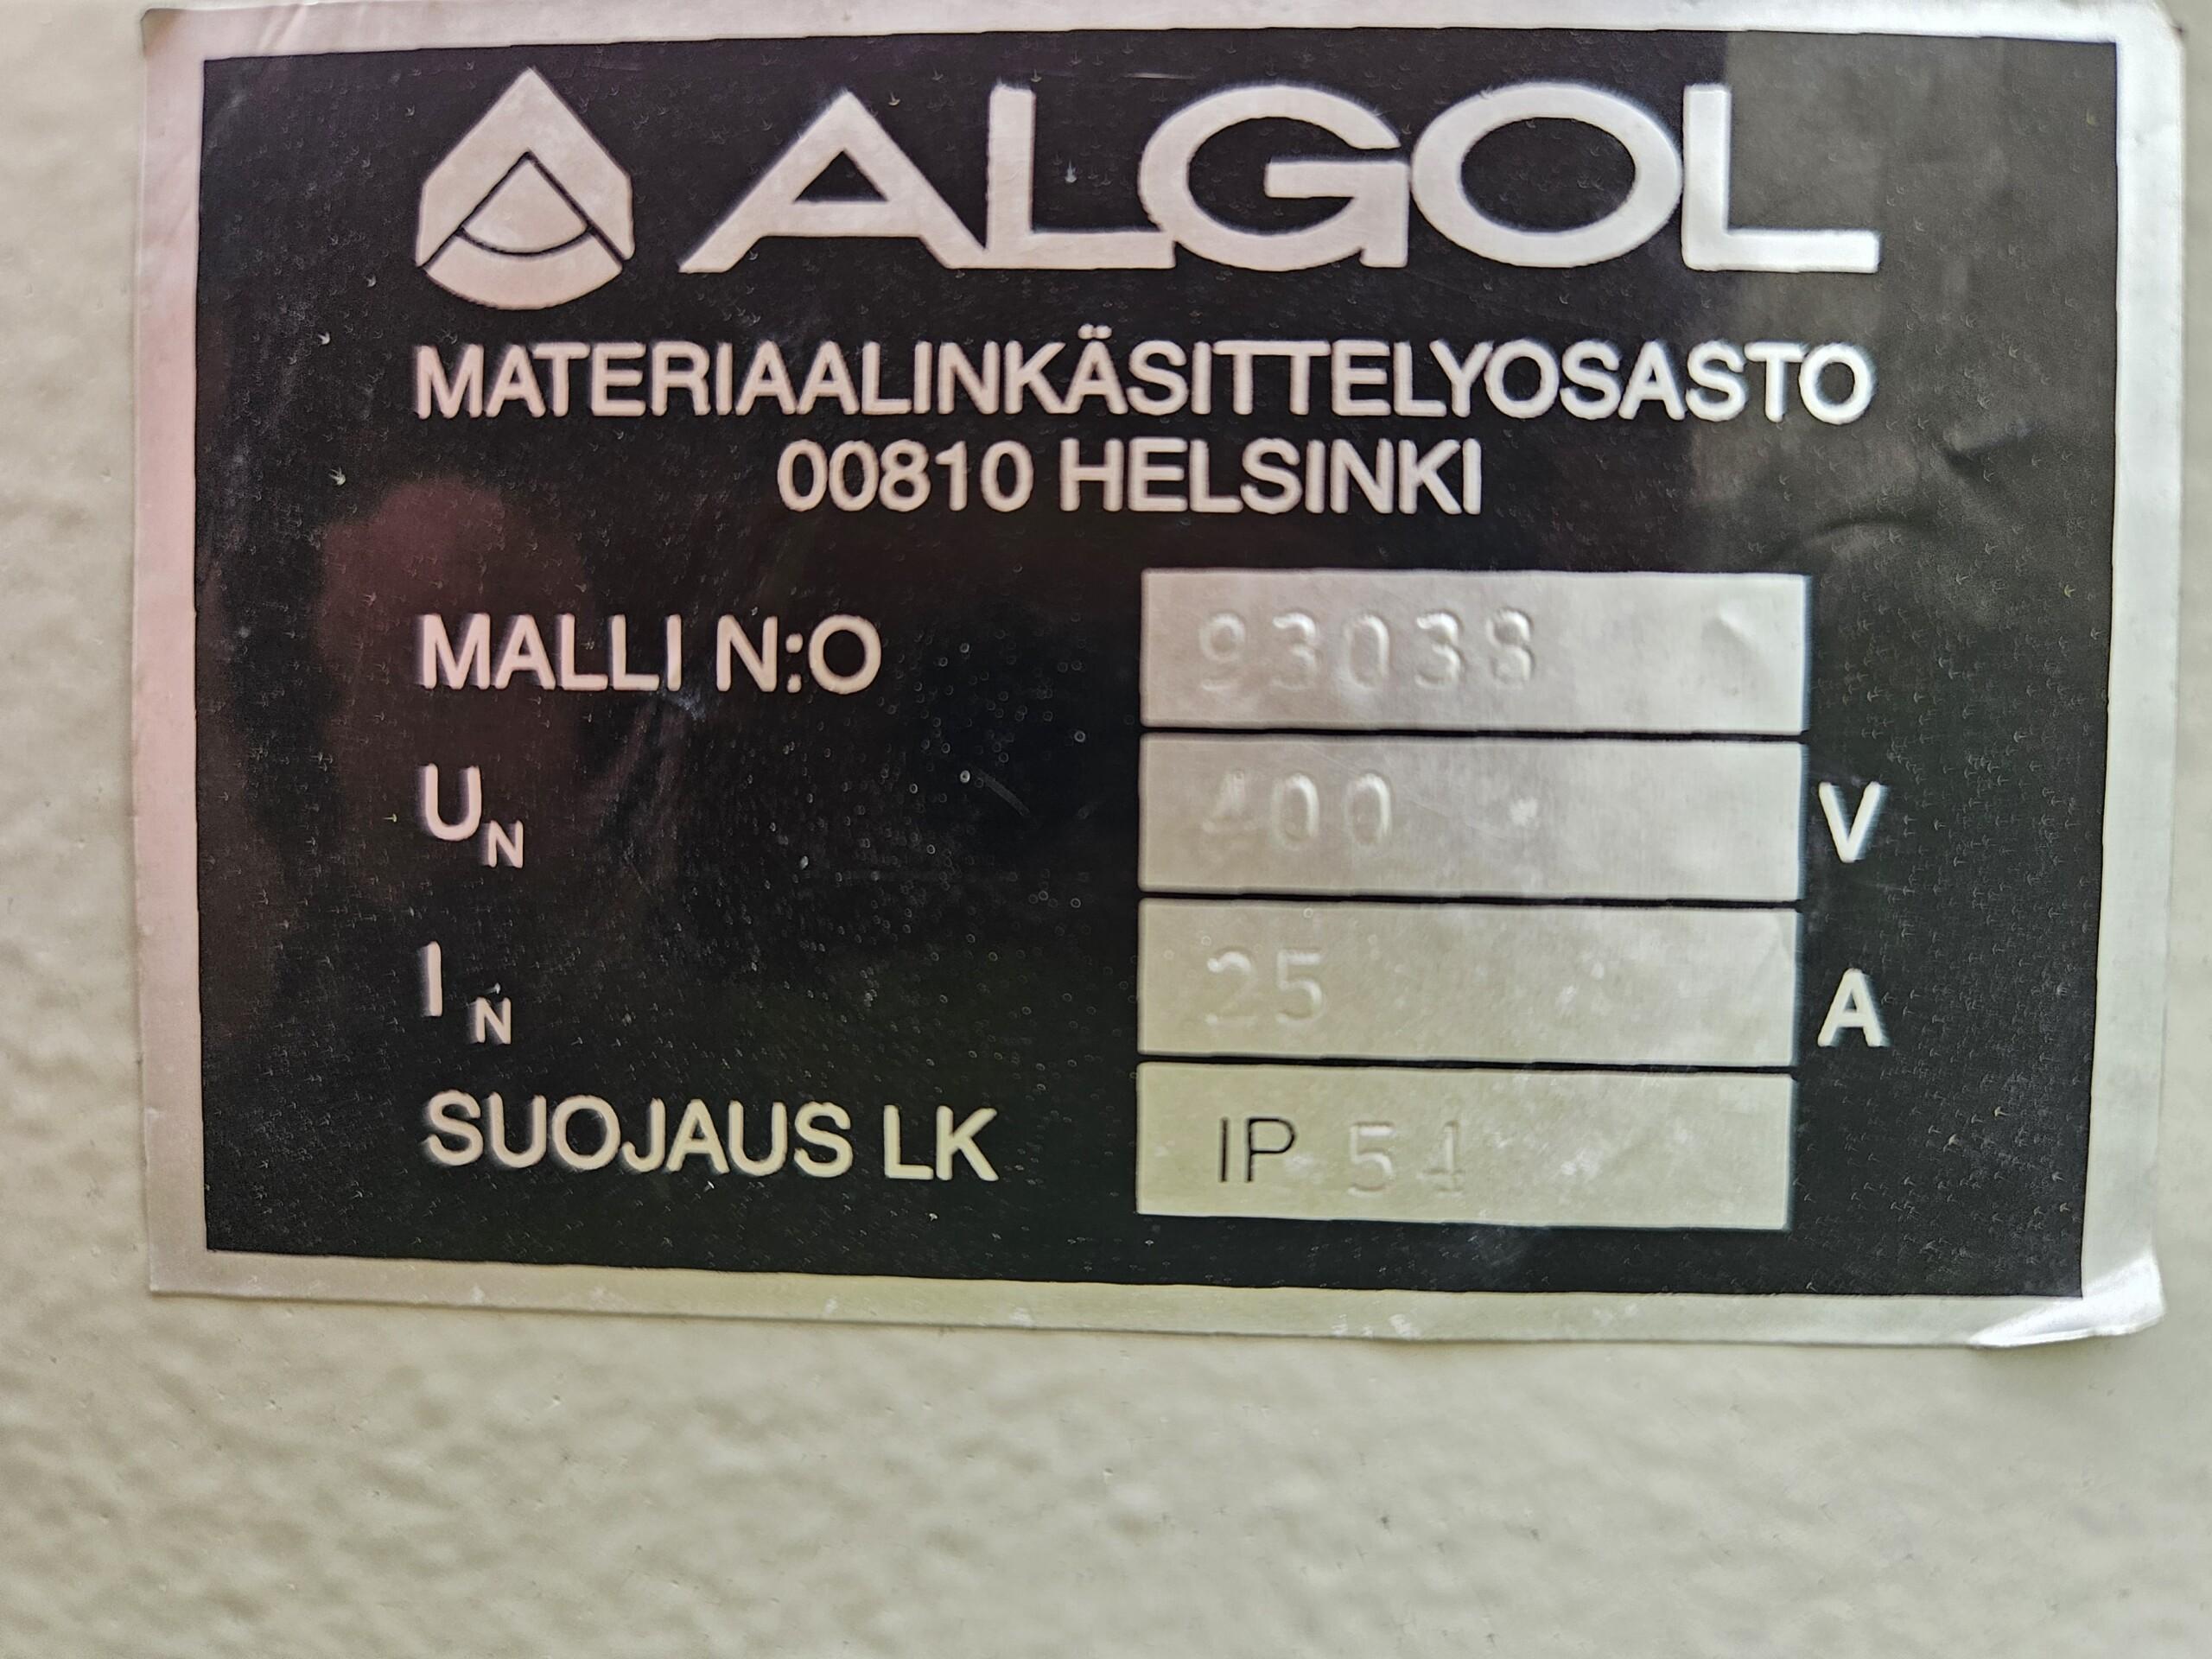 ALGOL
MATERIAALINKÄSITTELYOSASTO
00810 HELSINKI
MALLI N:O 93038
UN 400 V
IN 25 A
SUOJAUS LK IP 54